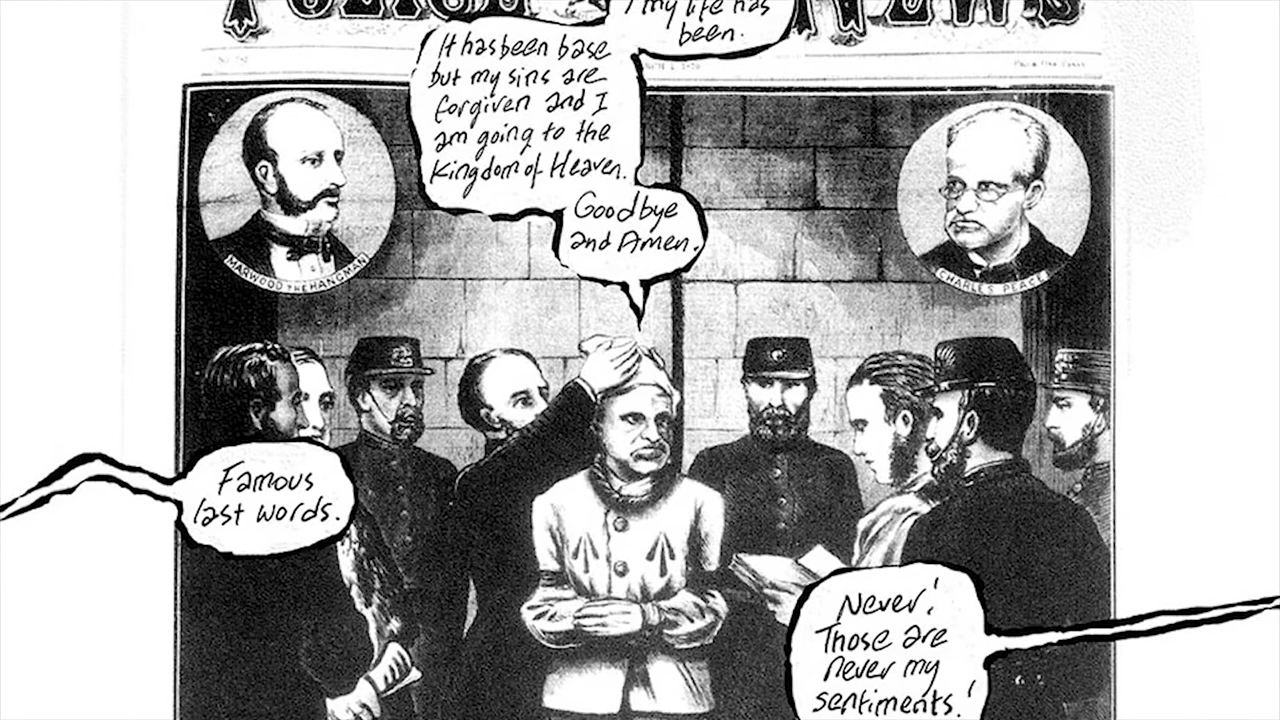 NEWS
my life has
been.
It has been base
but my sins are
forgiven and I
am going to the
Kingdom of Heaven.
Goodbye
and Amen.
MARWOOD THE HANGMAN
CHARLES PEACE
Famous
last words.
Never!
Those are
never my
sentiments!